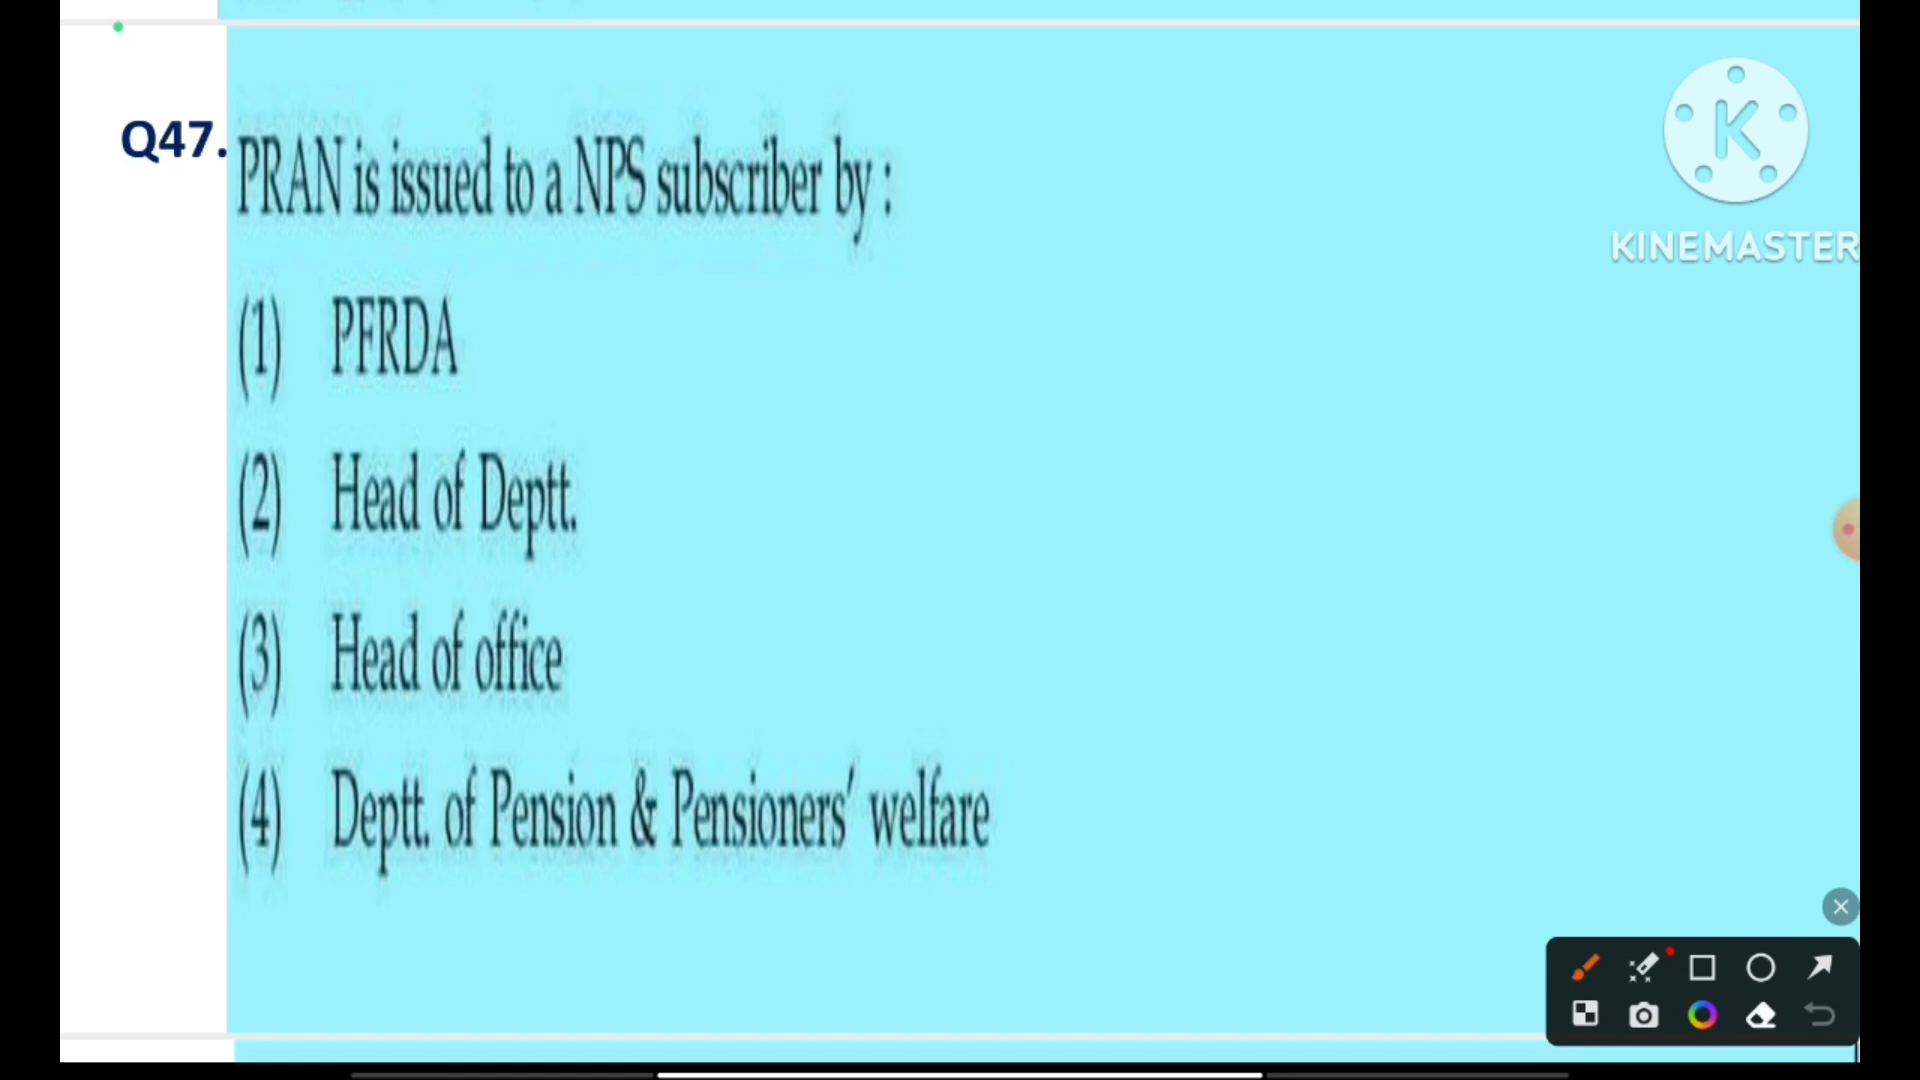 Q47. PRAN is issued to a NPS subscriber by :
(1) PFRDA
(2) Head of Deptt.
(3) Head of office
(4) Deptt. of Pension & Pensioners' welfare
K
KINEMASTER